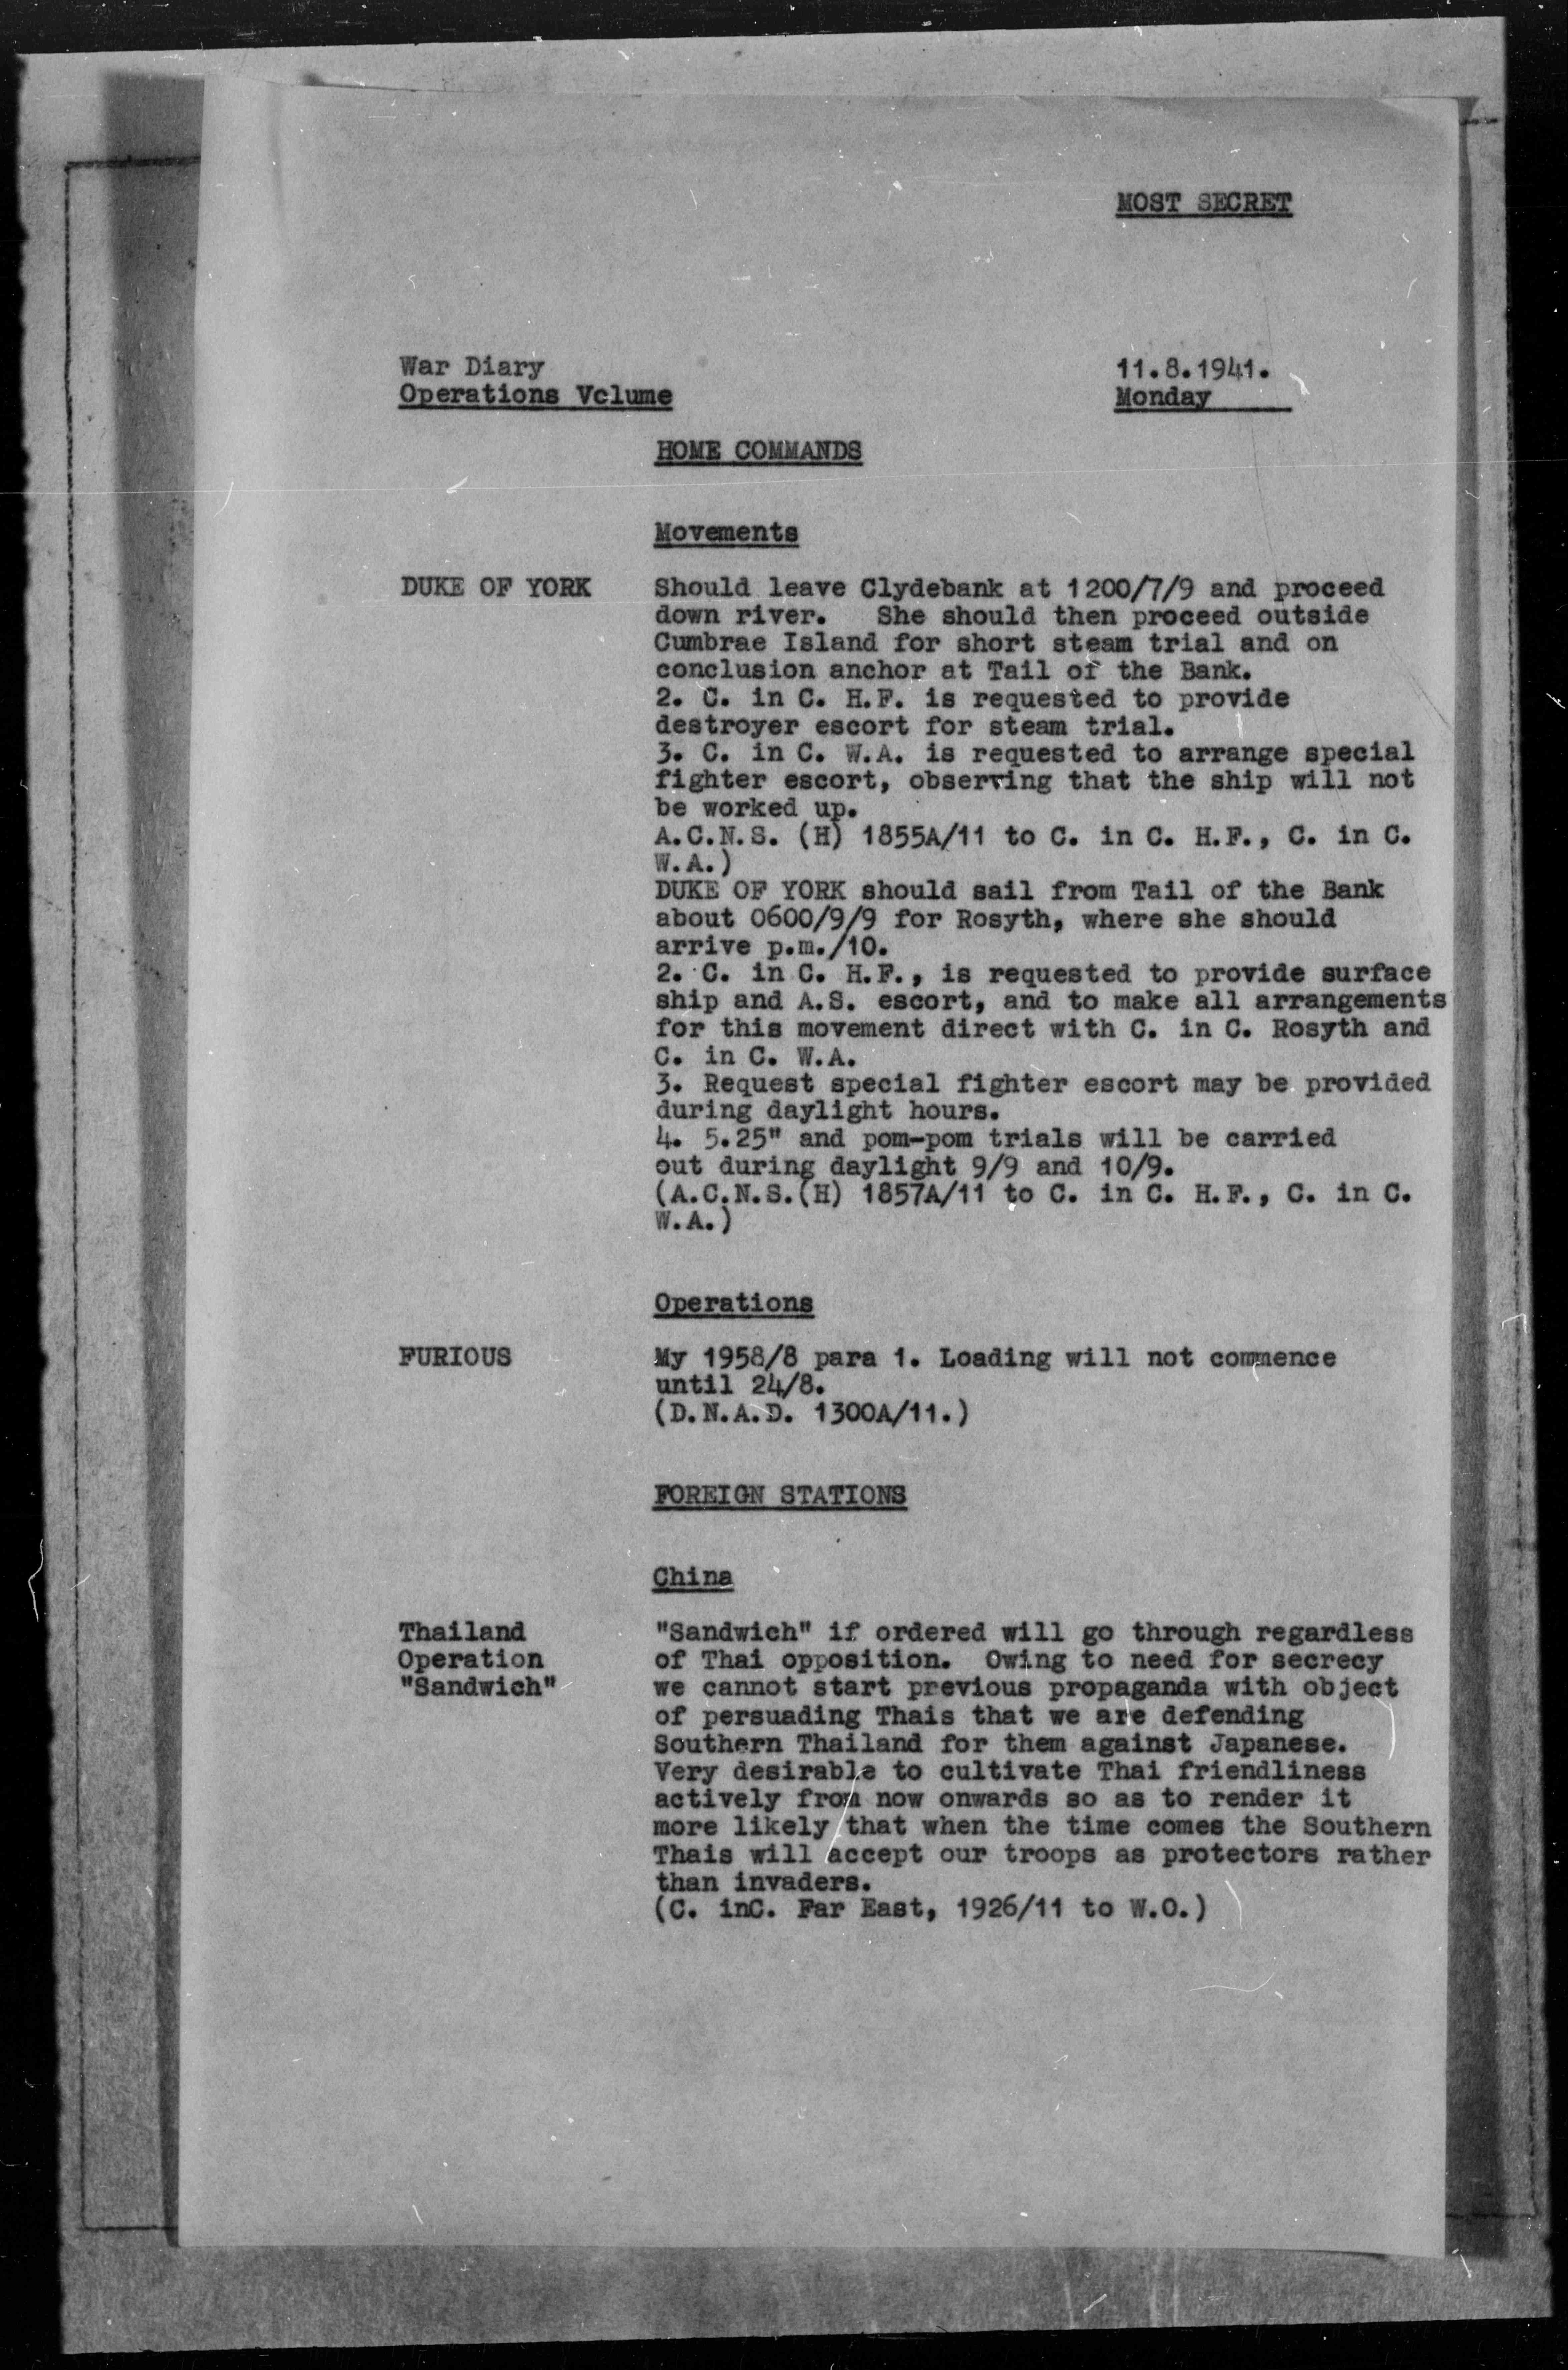 MOST SECRET
War Diary
Operations Volume
11.8.1941.
Monday
HOME COMMANDS
Movements
DUKE OF YORK
Should leave Clydebank at 1200/7/9 and proceed
down river. She should then proceed outside
Cumbrae Island for short steam trial and on
conclusion anchor at Tail of the Bank.
2. C. in C. H.F. is requested to provide
destroyer escort for steam trial.
3. C. in C. W.A. is requested to arrange special
fighter escort, observing that the ship will not
be worked up.
A.C.N.S. (H) 1855A/11 to C. in C. H.F., C. in C.
W.A.)
DUKE OF YORK should sail from Tail of the Bank
about 0600/9/9 for Rosyth, where she should
arrive p.m./10.
2. C. in C. H.F., is requested to provide surface
ship and A.S. escort, and to make all arrangements
for this movement direct with C. in C. Rosyth and
C. in C. W.A.
3. Request special fighter escort may be provided
during daylight hours.
4. 5.25" and pom-pom trials will be carried
out during daylight 9/9 and 10/9.
(A.C.N.S.(H) 1857A/11 to C. in C. H.F., C. in C.
W.A.)
Operations
FURIOUS
My 1958/8 para 1. Loading will not commence
until 24/8.
(D.N.A.D. 1300A/11.)
FOREIGN STATIONS
China
Thailand
Operation
"Sandwich"
"Sandwich" if ordered will go through regardless
of Thai opposition. Owing to need for secrecy
we cannot start previous propaganda with object
of persuading Thais that we are defending
Southern Thailand for them against Japanese.
Very desirable to cultivate Thai friendliness
actively from now onwards so as to render it
more likely that when the time comes the Southern
Thais will accept our troops as protectors rather
than invaders.
(C. inC. Far East, 1926/11 to W.O.)